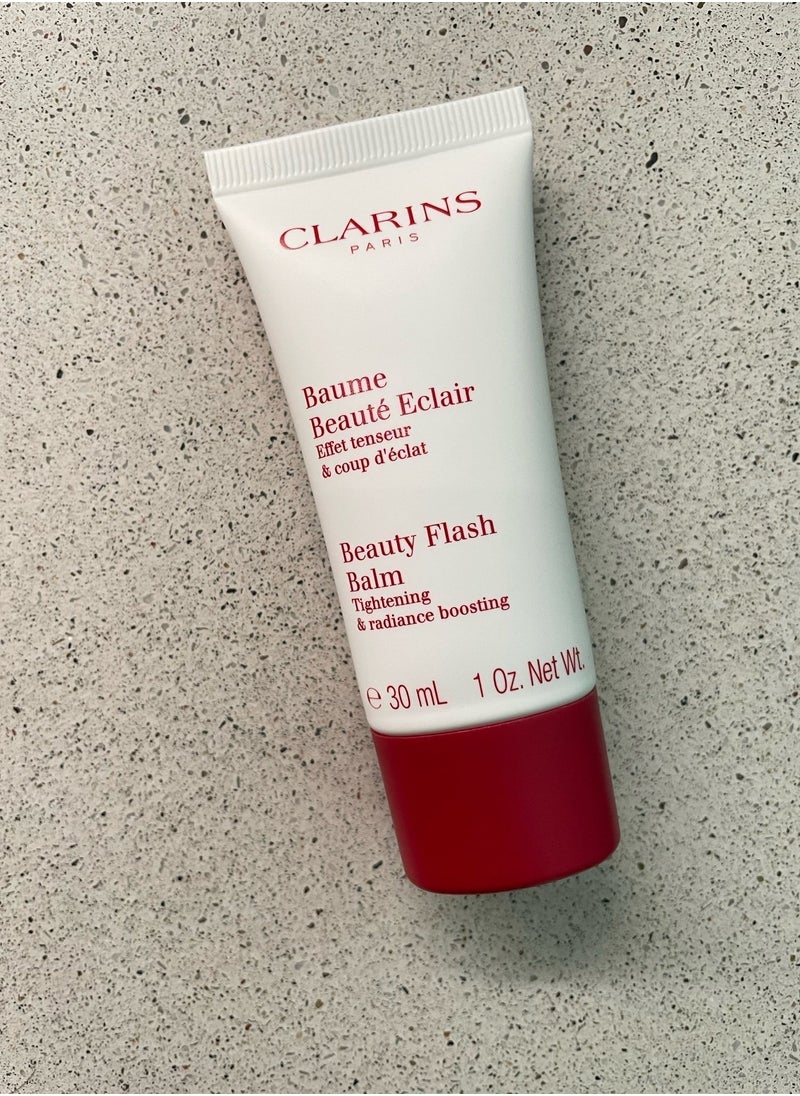 CLARINS
PARIS
Baume
Beauté Eclair
Effet tenseur
& coup d'éclat
Beauty Flash
Balm
Tightening
& radiance boosting
℮ 30 mL 1 Oz. Net Wt.